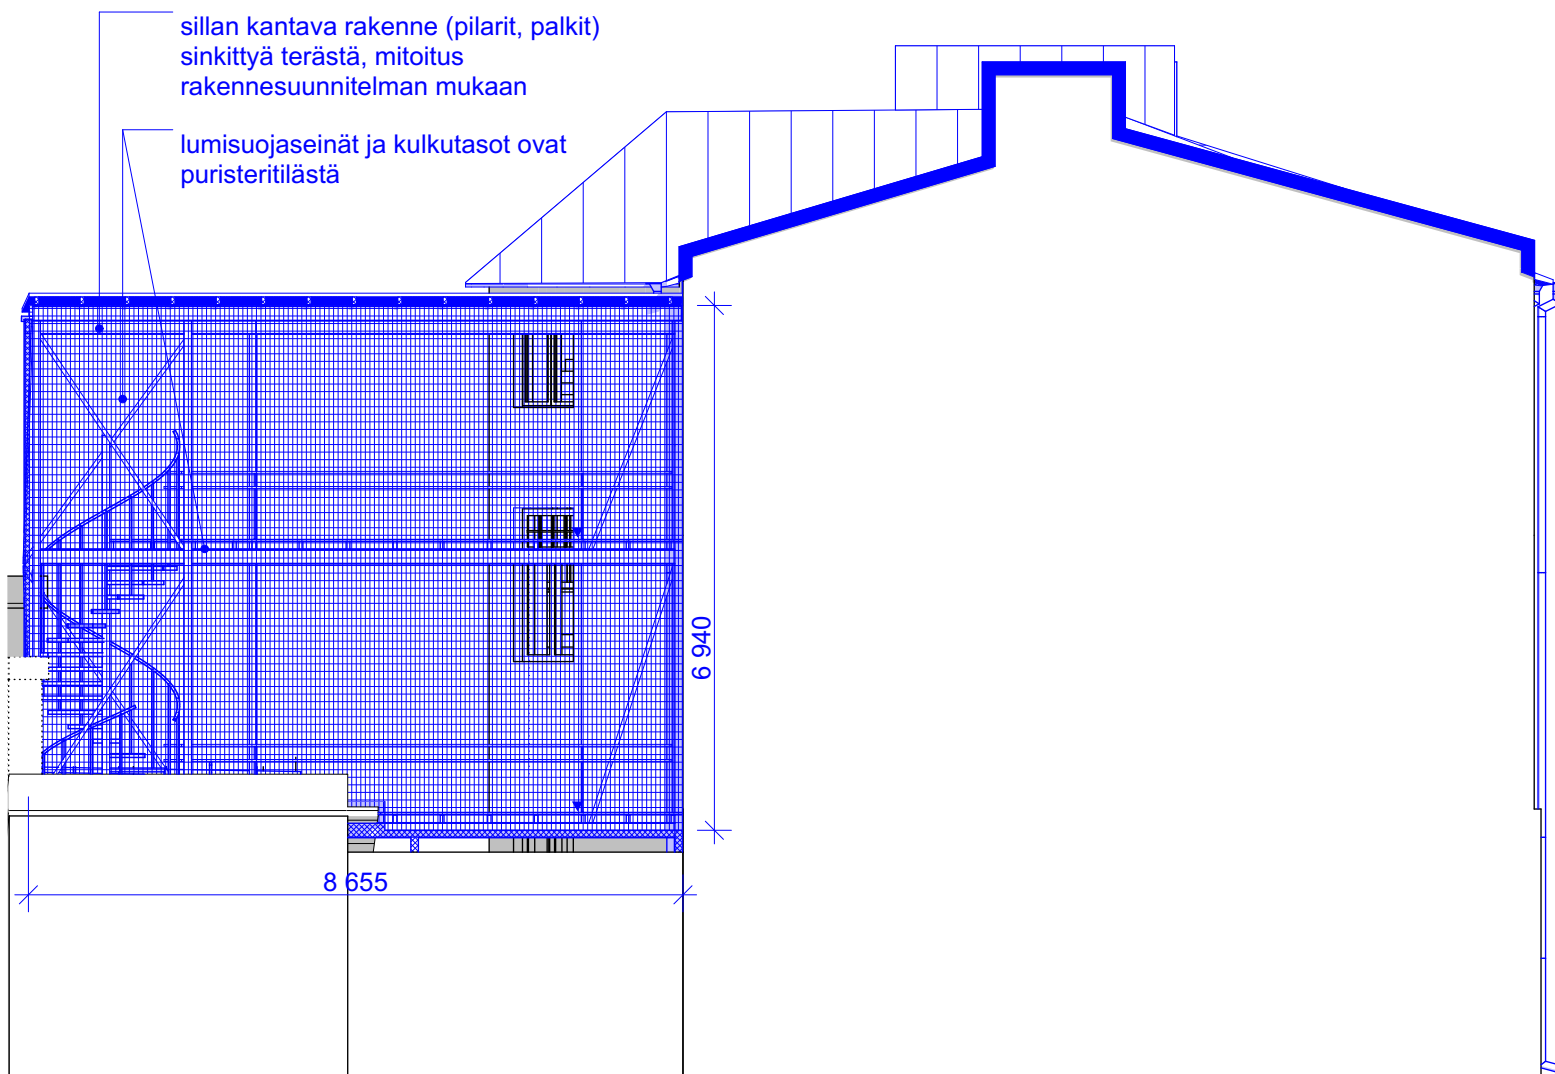 sillan kantava rakenne (pilarit, palkit)
sinkittyä terästä, mitoitus
rakennesuunnitelman mukaan
lumisuojaseinät ja kulkutasot ovat
puristeritilästä
6 940
8 655